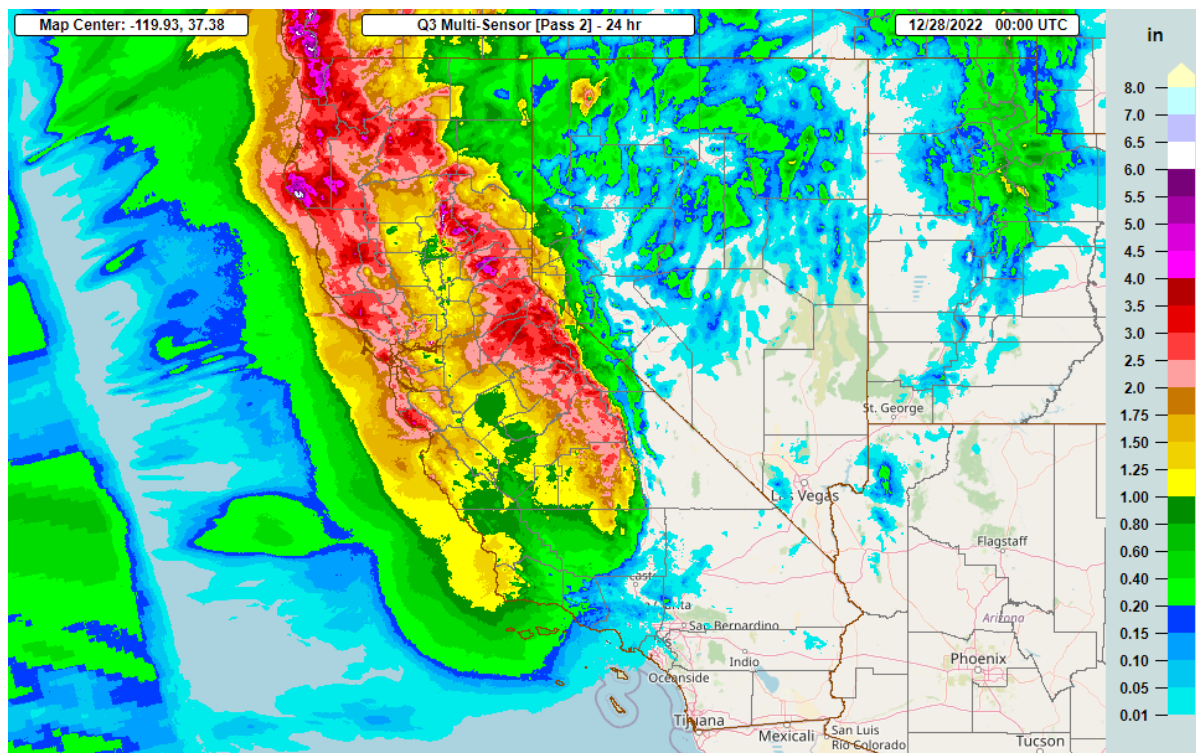 Map Center: -119.93, 37.38
Q3 Multi-Sensor [Pass 2] - 24 hr
12/28/2022 00:00 UTC
in
8.0
7.0
6.5
6.0
5.5
5.0
4.5
4.0
3.5
3.0
2.5
2.0
1.75
1.50
1.25
1.00
0.80
0.60
0.40
0.20
0.15
0.10
0.05
0.01
St. George
Las Vegas
Flagstaff
San Bernardino
Arizona
Indio
Phoenix
Oceanside
Tijuana
Mexicali
San Luis
Río Colorado
Tucson